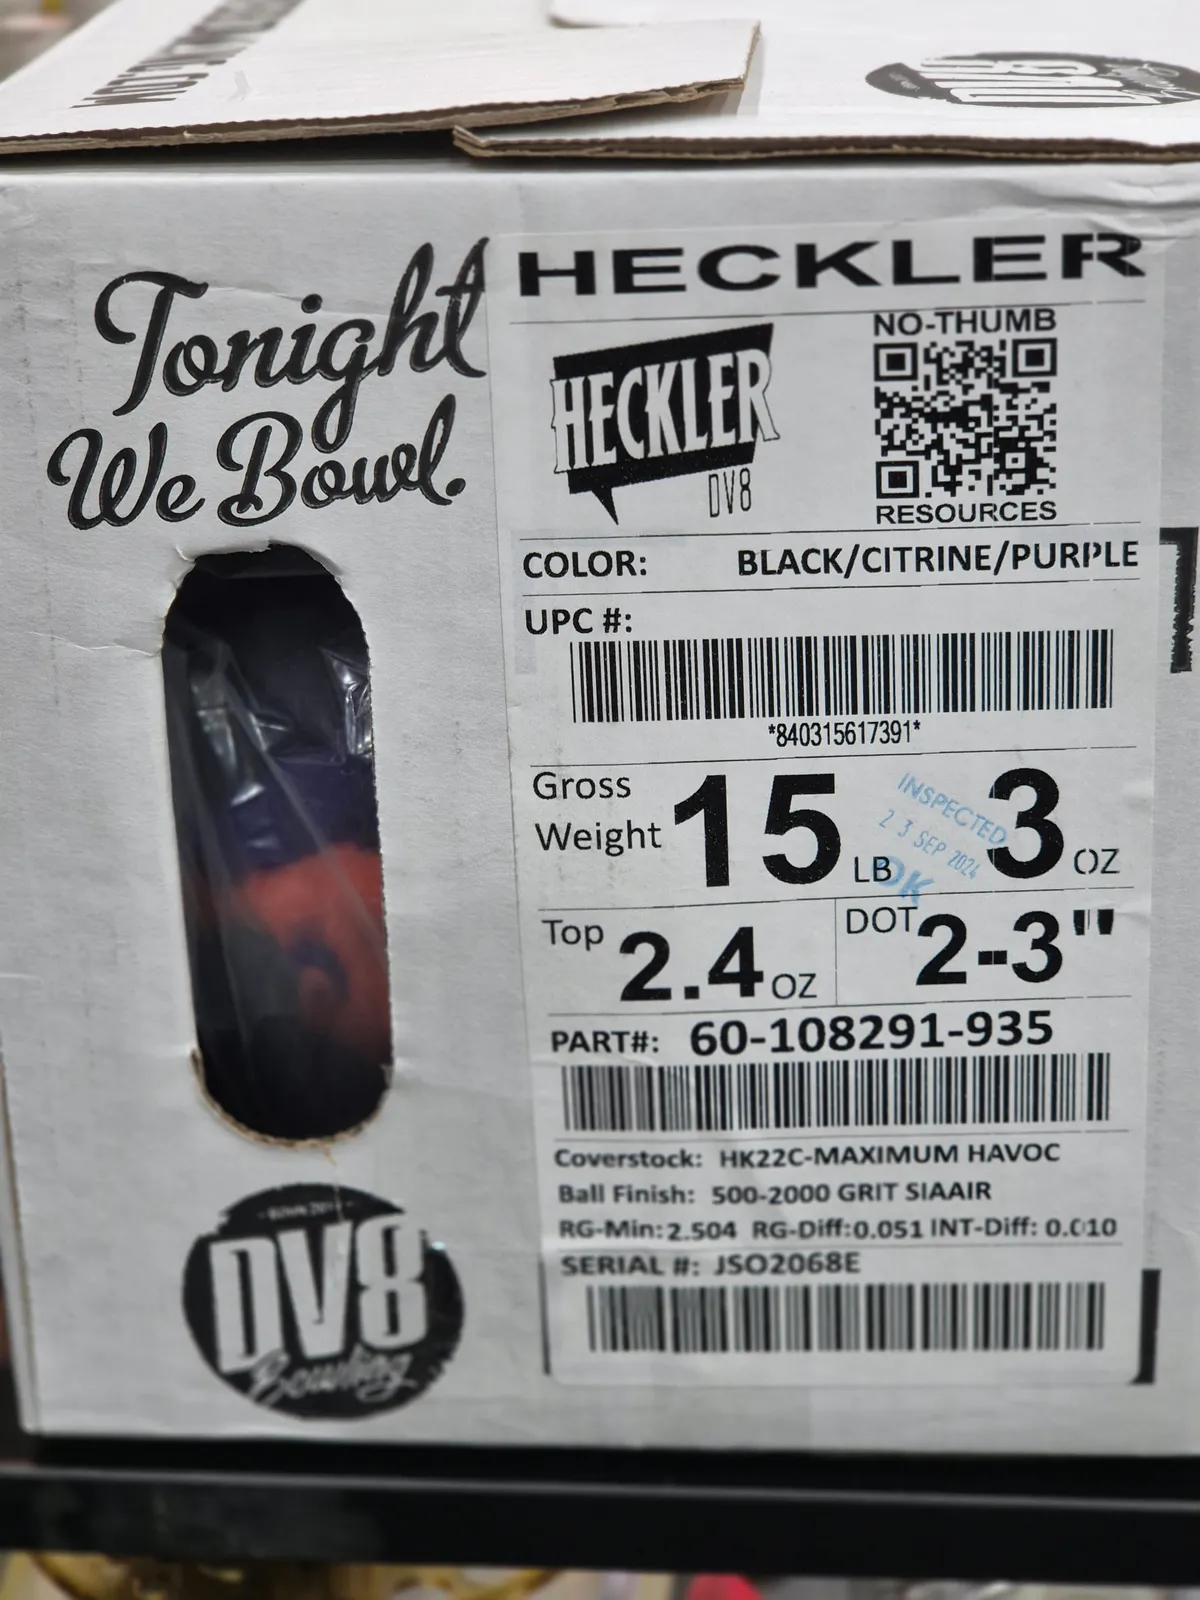 Tonight
We Bowl.
HECKLER
NO-THUMB
HECKLER
DV8
RESOURCES
COLOR: BLACK/CITRINE/PURPLE
UPC #:
*840315617391*
Gross
Weight 15 LB 3 OZ
INSPECTED
23 SEP 2024
OK
Top 2.4 OZ DOT 2-3"
PART#: 60-108291-935
Coverstock: HK22C-MAXIMUM HAVOC
Ball Finish: 500-2000 GRIT SIAAIR
RG-Min: 2.504 RG-Diff: 0.051 INT-Diff: 0.010
SERIAL #: JSO2068E
DV8
Bowling